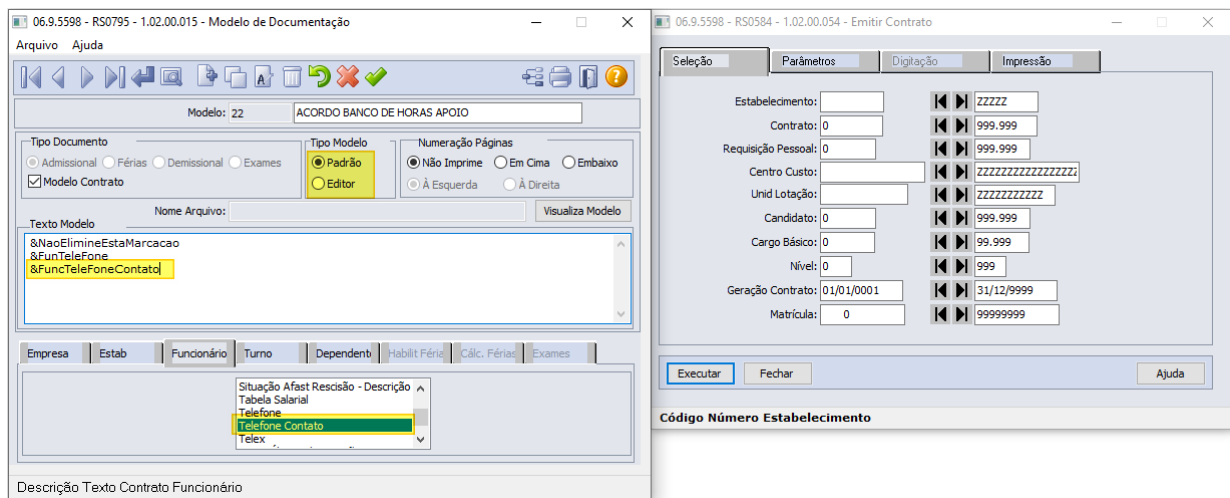 06.9.5598 - RS0795 - 1.02.00.015 - Modelo de Documentação
Arquivo Ajuda
Modelo: 22 ACORDO BANCO DE HORAS APOIO
Tipo Documento
Admissional Férias Demissional Exames
Modelo Contrato
Tipo Modelo
Padrão
Editor
Numeração Páginas
Não Imprime Em Cima Embaixo
À Esquerda À Direita
Nome Arquivo: Visualiza Modelo
Texto Modelo
&NaoElimineEstaMarcacao
&FunTeleFone
&FuncTeleFoneContato
Empresa Estab Funcionário Turno Dependent Habilit Féria Cálc. Férias Exames
Situação Afast Rescisão - Descrição
Tabela Salarial
Telefone
Telefone Contato
Telex
Descrição Texto Contrato Funcionário
06.9.5598 - RS0584 - 1.02.00.054 - Emitir Contrato
Seleção Parâmetros Digitação Impressão
Estabelecimento: ZZZZZ
Contrato: 0 999.999
Requisição Pessoal: 0 999.999
Centro Custo: ZZZZZZZZZZZZZZZZZ
Unid Lotação: ZZZZZZZZZZZ
Candidato: 0 999.999
Cargo Básico: 0 99.999
Nível: 0 999
Geração Contrato: 01/01/0001 31/12/9999
Matrícula: 0 99999999
Executar Fechar Ajuda
Código Número Estabelecimento